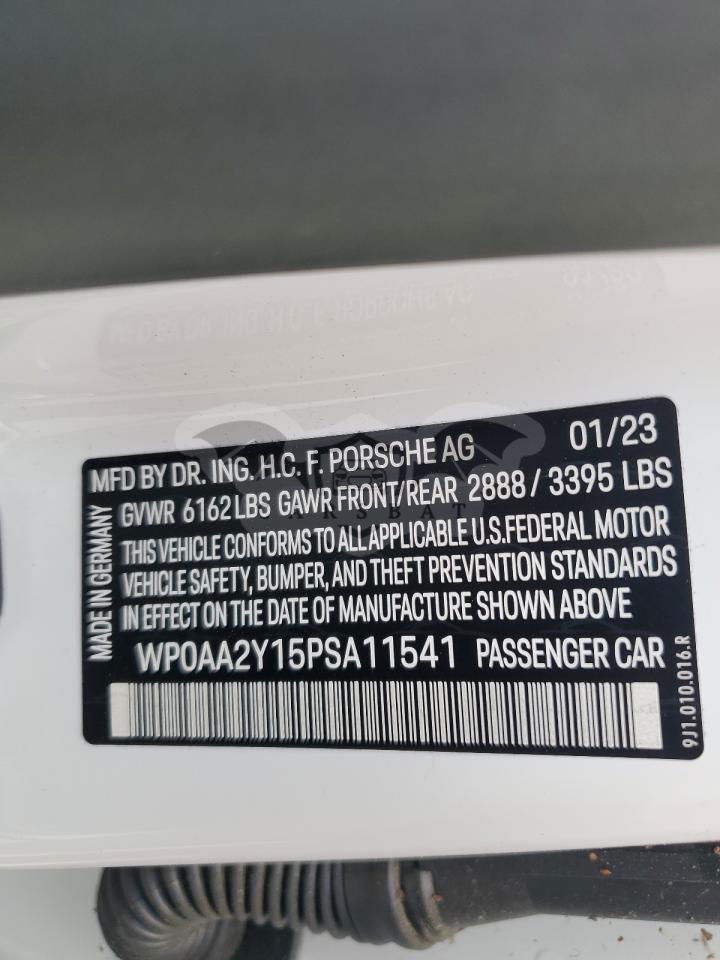 MFD BY DR. ING. H.C. F. PORSCHE AG 01/23
GVWR 6162 LBS GAWR FRONT/REAR 2888 / 3395 LBS
THIS VEHICLE CONFORMS TO ALL APPLICABLE U.S. FEDERAL MOTOR
VEHICLE SAFETY, BUMPER, AND THEFT PREVENTION STANDARDS
IN EFFECT ON THE DATE OF MANUFACTURE SHOWN ABOVE
WP0AA2Y15PSA11541 PASSENGER CAR
MADE IN GERMANY
9J1.010.016.R